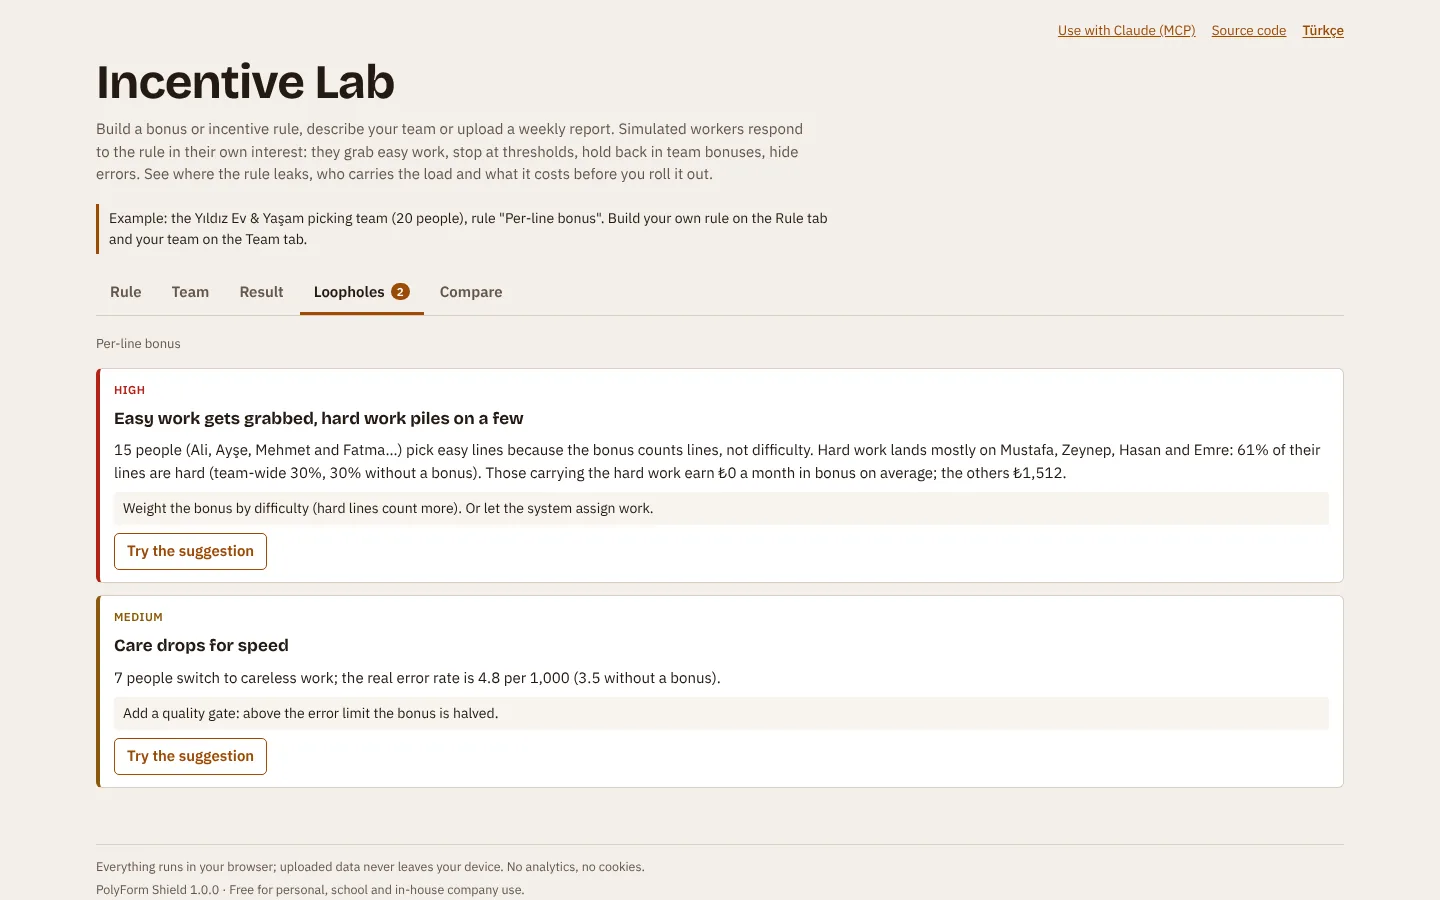 Use with Claude (MCP) Source code Türkçe
Incentive Lab
Build a bonus or incentive rule, describe your team or upload a weekly report. Simulated workers respond
to the rule in their own interest: they grab easy work, stop at thresholds, hold back in team bonuses, hide
errors. See where the rule leaks, who carries the load and what it costs before you roll it out.
Example: the Yıldız Ev & Yaşam picking team (20 people), rule "Per-line bonus". Build your own rule on the Rule tab
and your team on the Team tab.
Rule Team Result Loopholes 2 Compare
Per-line bonus
HIGH
Easy work gets grabbed, hard work piles on a few
15 people (Ali, Ayşe, Mehmet and Fatma...) pick easy lines because the bonus counts lines, not difficulty. Hard work lands mostly on Mustafa, Zeynep, Hasan and Emre: 61% of their
lines are hard (team-wide 30%, 30% without a bonus). Those carrying the hard work earn ₺0 a month in bonus on average; the others ₺1,512.
Weight the bonus by difficulty (hard lines count more). Or let the system assign work.
Try the suggestion
MEDIUM
Care drops for speed
7 people switch to careless work; the real error rate is 4.8 per 1,000 (3.5 without a bonus).
Add a quality gate: above the error limit the bonus is halved.
Try the suggestion
Everything runs in your browser; uploaded data never leaves your device. No analytics, no cookies.
PolyForm Shield 1.0.0 · Free for personal, school and in-house company use.